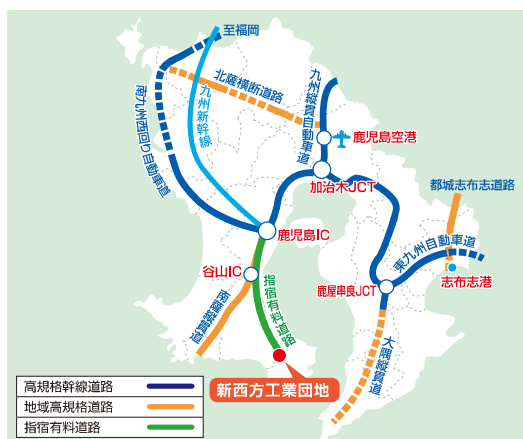 至福岡
北薩横断道路
九州縦貫自動車道
九州新幹線
南九州西回り自動車道
鹿児島空港
加治木JCT
都城志布志道路
鹿児島IC
東九州自動車道
谷山IC
志布志港
指宿有料道路
鹿屋串良JCT
南薩縦貫道
大隅縦貫道
新西方工業団地
高規格幹線道路
地域高規格道路
指宿有料道路